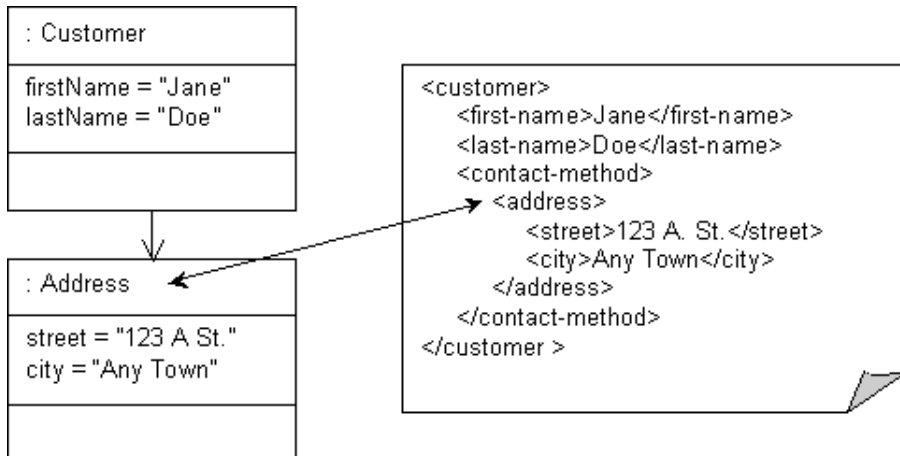 : Customer
firstName = "Jane"
lastName = "Doe"
: Address
street = "123 A St."
city = "Any Town"
<customer>
<first-name>Jane</first-name>
<last-name>Doe</last-name>
<contact-method>
<address>
<street>123 A. St.</street>
<city>Any Town</city>
</address>
</contact-method>
</customer >